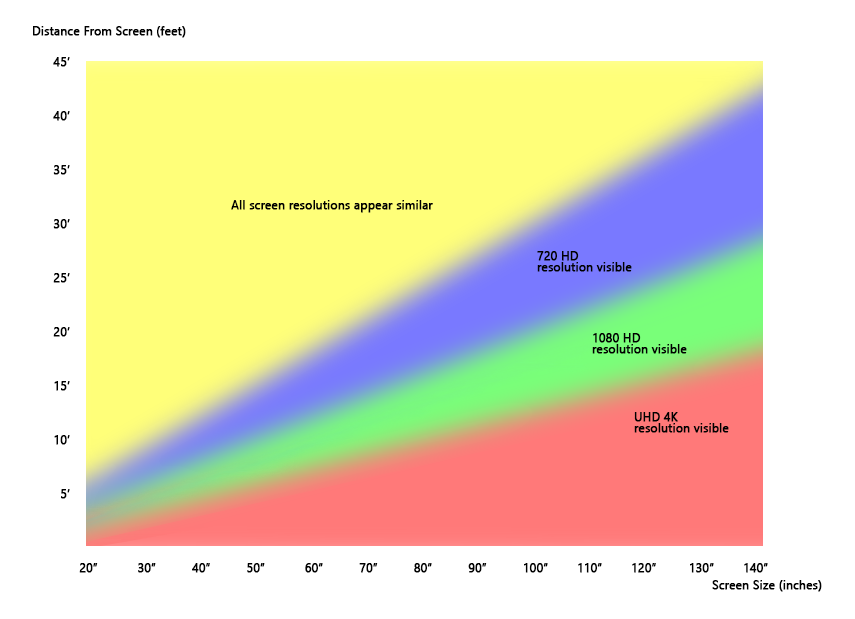 Distance From Screen (feet)
45’
40’
35’
30’
25’
20’
15’
10’
5’
All screen resolutions appear similar
720 HD
resolution visible
1080 HD
resolution visible
UHD 4K
resolution visible
20” 30” 40” 50” 60” 70” 80” 90” 100” 110” 120” 130” 140”
Screen Size (inches)